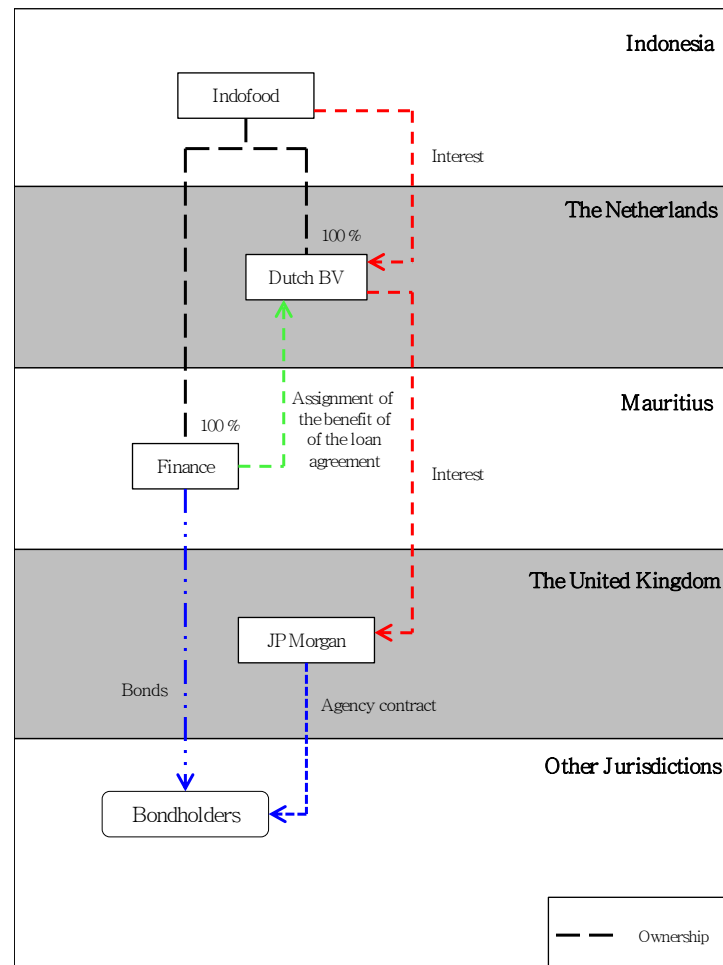 Indonesia
Indofood
Interest
The Netherlands
100 %
Dutch BV
Mauritius
Assignment of
the benefit of
of the loan
agreement
100 %
Finance
Interest
The United Kingdom
JP Morgan
Bonds
Agency contract
Other Jurisdictions
Bondholders
Ownership